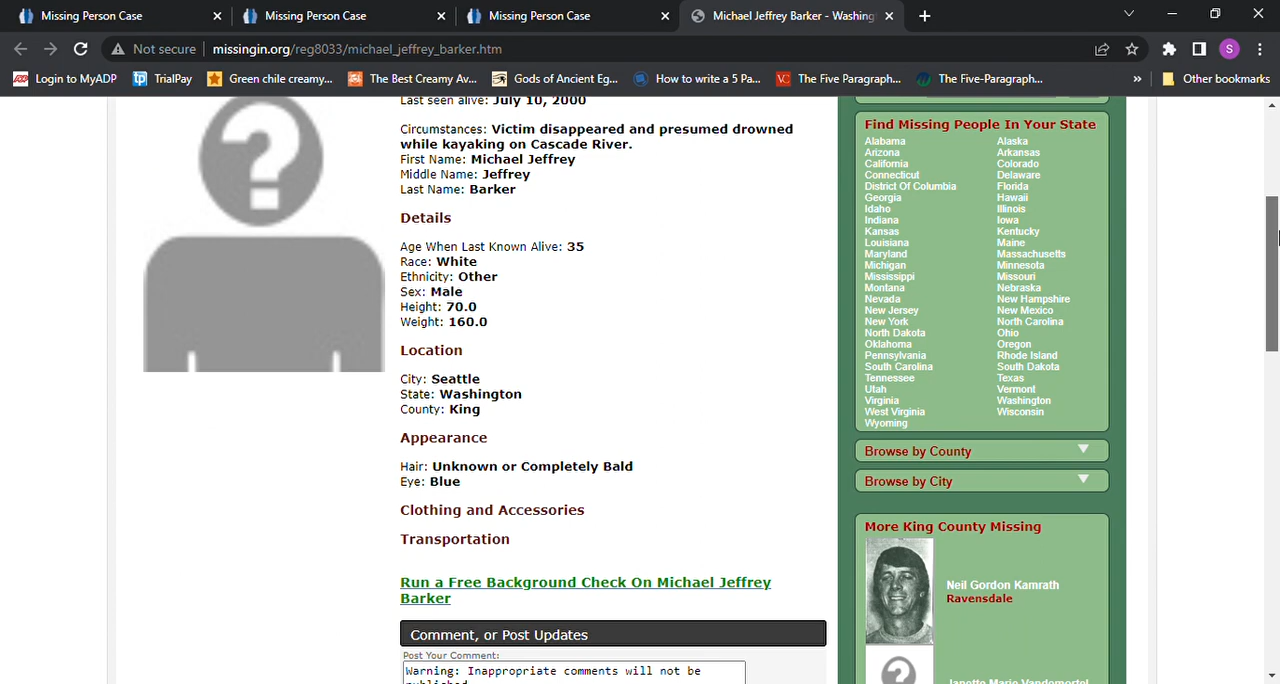 Missing Person Case
Missing Person Case
Missing Person Case
Michael Jeffrey Barker - Washing
Not secure
missingin.org/reg8033/michael_jeffrey_barker.htm
S
Login to MyADP
TrialPay
Green chile creamy...
The Best Creamy Av...
Gods of Ancient Eg...
How to write a 5 Pa...
The Five Paragraph...
The Five-Paragraph...
»
Other bookmarks
Last seen alive: July 10, 2000
Circumstances: Victim disappeared and presumed drowned
while kayaking on Cascade River.
First Name: Michael Jeffrey
Middle Name: Jeffrey
Last Name: Barker
Details
Age When Last Known Alive: 35
Race: White
Ethnicity: Other
Sex: Male
Height: 70.0
Weight: 160.0
Location
City: Seattle
State: Washington
County: King
Appearance
Hair: Unknown or Completely Bald
Eye: Blue
Clothing and Accessories
Transportation
Run a Free Background Check On Michael Jeffrey
Barker
Comment, or Post Updates
Post Your Comment:
Warning: Inappropriate comments will not be
published
Find Missing People In Your State
Alabama Alaska
Arizona Arkansas
California Colorado
Connecticut Delaware
District Of Columbia Florida
Georgia Hawaii
Idaho Illinois
Indiana Iowa
Kansas Kentucky
Louisiana Maine
Maryland Massachusetts
Michigan Minnesota
Mississippi Missouri
Montana Nebraska
Nevada New Hampshire
New Jersey New Mexico
New York North Carolina
North Dakota Ohio
Oklahoma Oregon
Pennsylvania Rhode Island
South Carolina South Dakota
Tennessee Texas
Utah Vermont
Virginia Washington
West Virginia Wisconsin
Wyoming
Browse by County
Browse by City
More King County Missing
Neil Gordon Kamrath
Ravensdale
Janette Marie Vandemortel